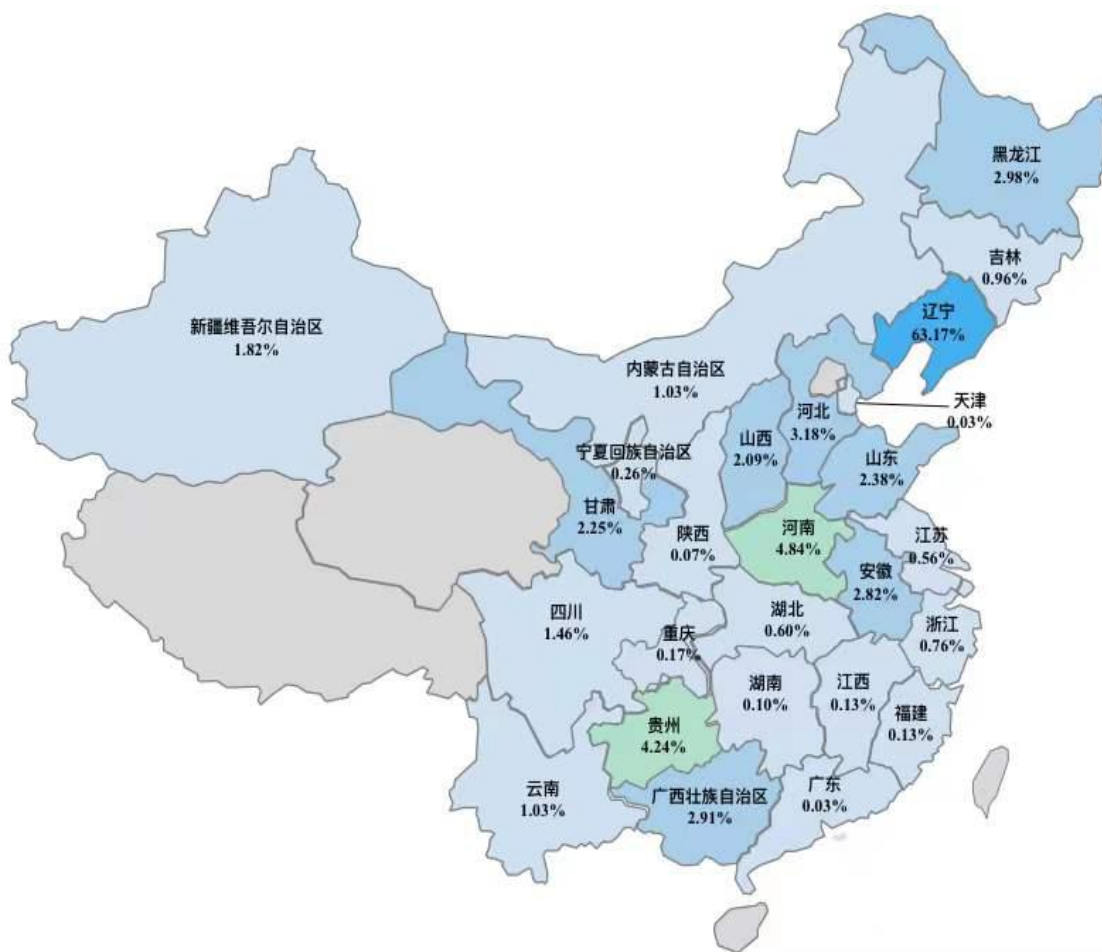 黑龙江
2.98%
吉林
0.96%
辽宁
63.17%
新疆维吾尔自治区
1.82%
内蒙古自治区
1.03%
天津
0.03%
河北
3.18%
山西
2.09%
山东
2.38%
宁夏回族自治区
0.26%
甘肃
2.25%
陕西
0.07%
河南
4.84%
江苏
0.56%
安徽
2.82%
四川
1.46%
重庆
0.17%
湖北
0.60%
浙江
0.76%
湖南
0.10%
江西
0.13%
福建
0.13%
贵州
4.24%
云南
1.03%
广西壮族自治区
2.91%
广东
0.03%